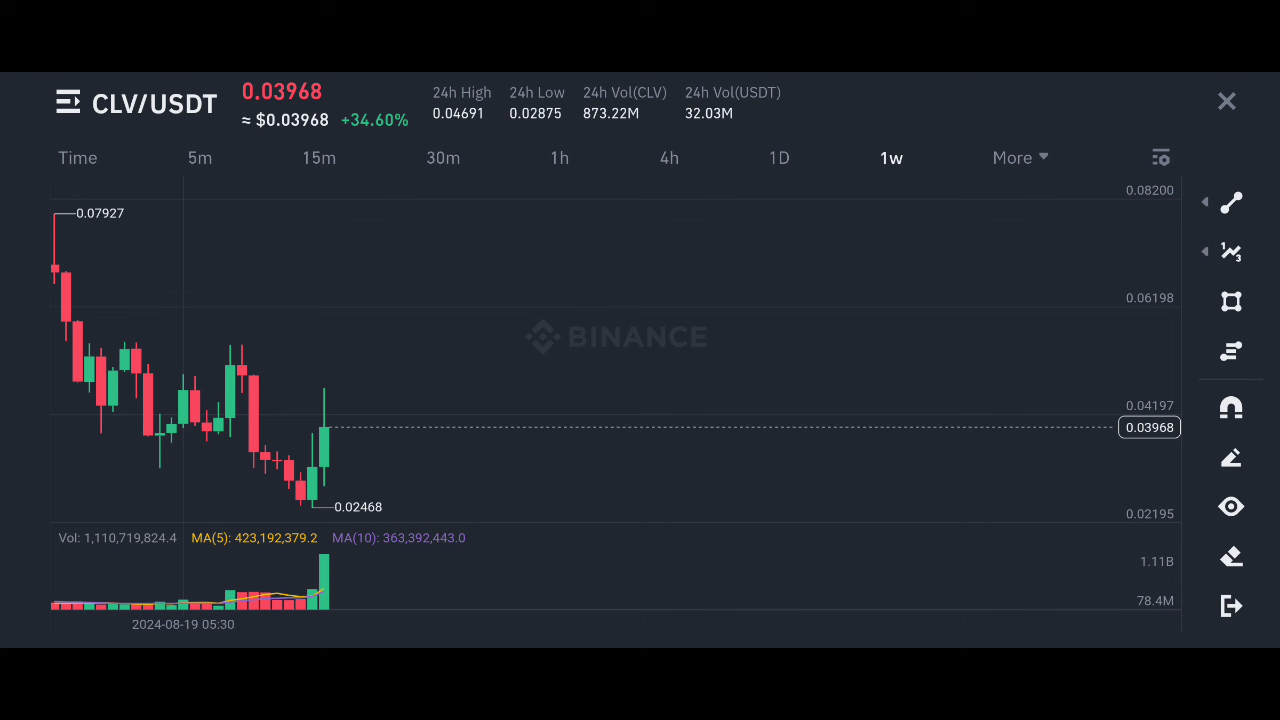 CLV/USDT
0.03968
≈ $0.03968 +34.60%
24h High 24h Low 24h Vol(CLV) 24h Vol(USDT)
0.04691 0.02875 873.22M 32.03M
Time 5m 15m 30m 1h 4h 1D 1w More
0.08200
0.07927
0.06198
BINANCE
0.04197
0.03968
0.02468
0.02195
Vol: 1,110,719,824.4 MA(5): 423,192,379.2 MA(10): 363,392,443.0
1.11B
78.4M
2024-08-19 05:30